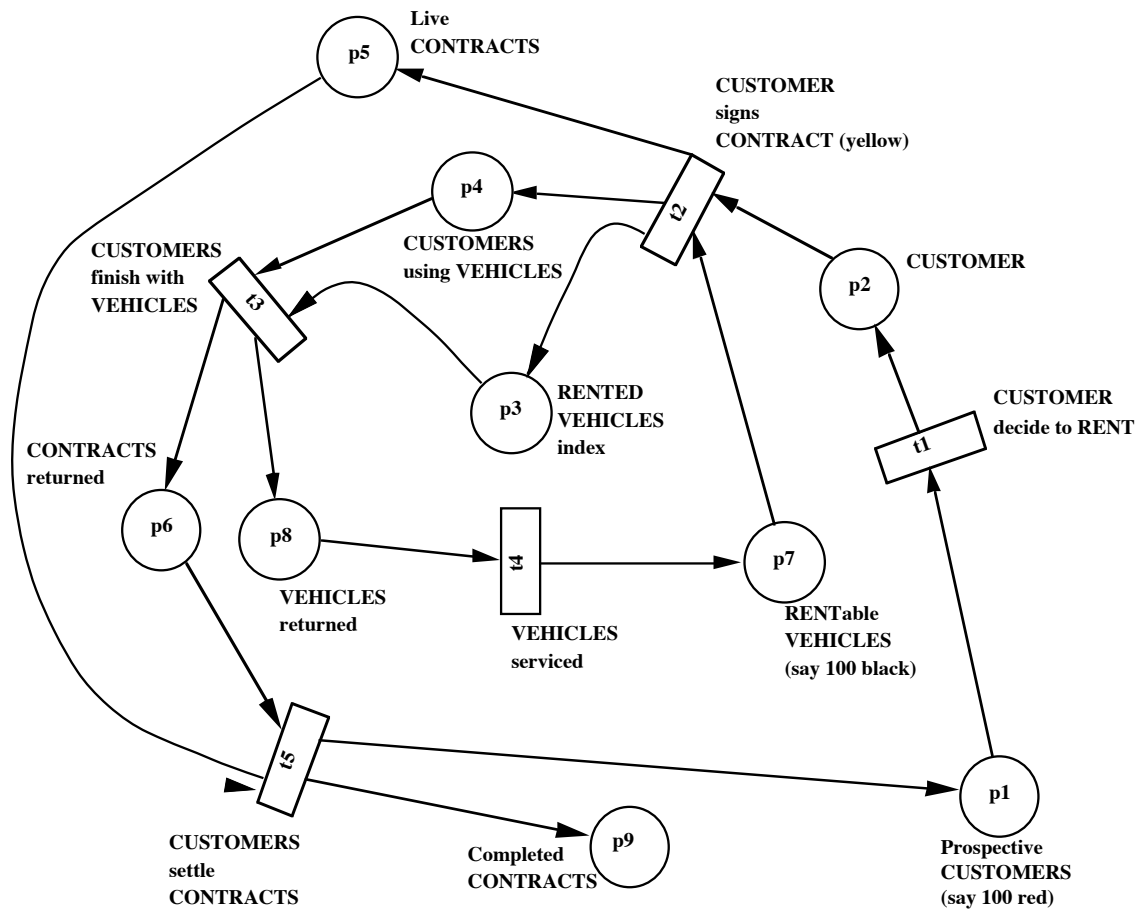 Live
CONTRACTS
p5
CUSTOMER
signs
CONTRACT (yellow)
p4
t2
CUSTOMERS
using VEHICLES
CUSTOMERS
finish with
VEHICLES
t3
CUSTOMER
p2
RENTED
VEHICLES
index
p3
CUSTOMER
decide to RENT
t1
CONTRACTS
returned
p6
p8
t4
p7
VEHICLES
returned
VEHICLES
serviced
RENTable
VEHICLES
(say 100 black)
t5
p1
CUSTOMERS
settle
CONTRACTS
Completed
CONTRACTS
p9
Prospective
CUSTOMERS
(say 100 red)